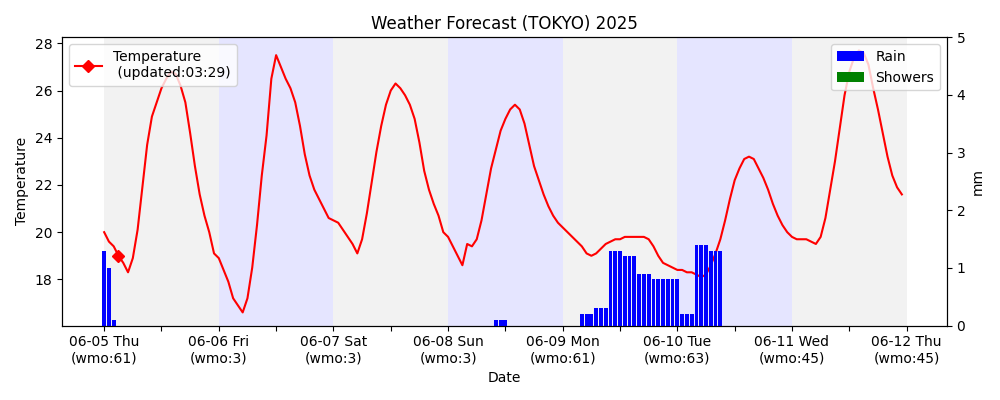 Weather Forecast (TOKYO) 2025
Temperature
(updated:03:29)
Rain
Showers
28
26
24
22
20
18
Temperature
5
4
3
2
1
0
mm
06-05 Thu
(wmo:61)
06-06 Fri
(wmo:3)
06-07 Sat
(wmo:3)
06-08 Sun
(wmo:3)
06-09 Mon
(wmo:61)
06-10 Tue
(wmo:63)
06-11 Wed
(wmo:45)
06-12 Thu
(wmo:45)
Date